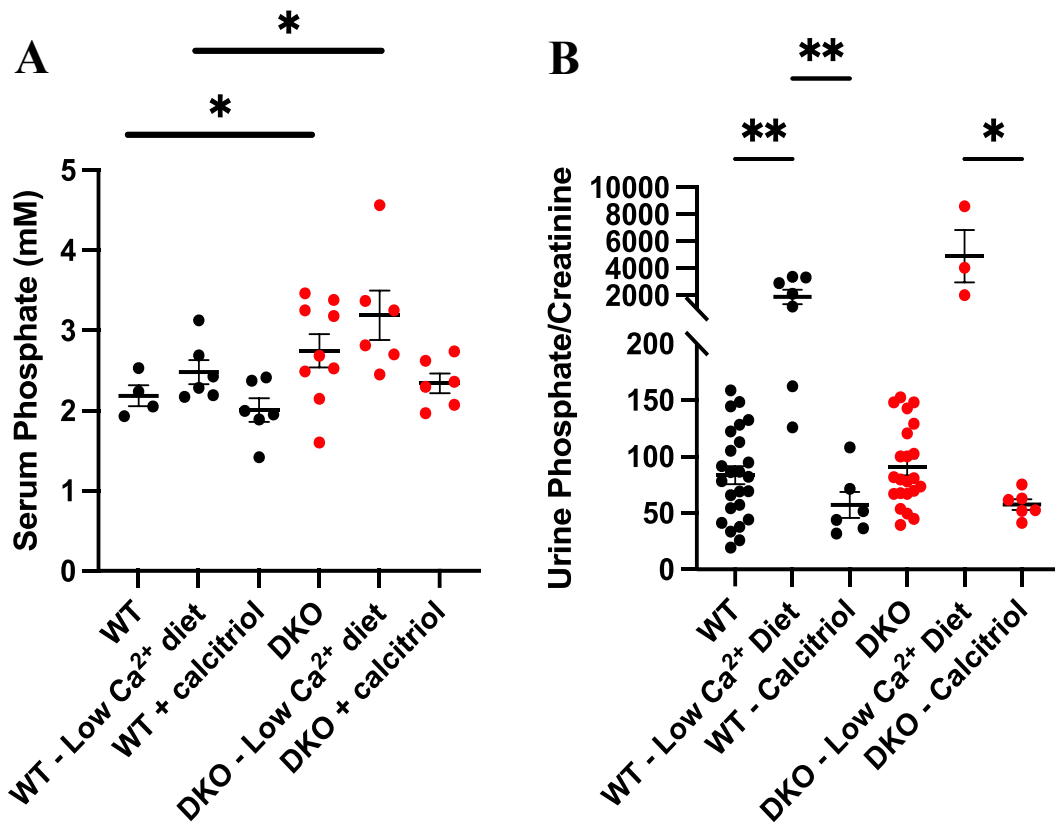 A
*
*
Serum Phosphate (mM)
5
4
3
2
1
0
WT
WT - Low Ca²⁺ diet
WT + calcitriol
DKO
DKO - Low Ca²⁺ diet
DKO + calcitriol
B
**
**
*
Urine Phosphate/Creatinine
10000
8000
6000
4000
2000
200
150
100
50
0
WT
WT - Low Ca²⁺ Diet
WT - Calcitriol
DKO
DKO - Low Ca²⁺ Diet
DKO - Calcitriol